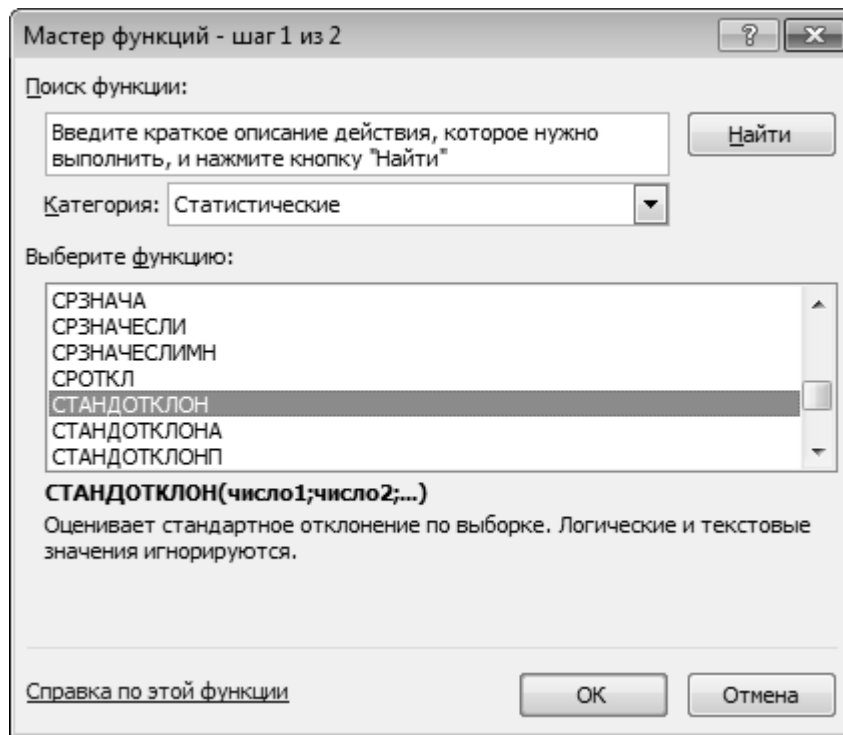 Мастер функций - шаг 1 из 2
Поиск функции:
Введите краткое описание действия, которое нужно
выполнить, и нажмите кнопку "Найти"
Найти
Категория: Статистические
Выберите функцию:
СРЗНАЧА
СРЗНАЧЕСЛИ
СРЗНАЧЕСЛИМН
СРОТКЛ
СТАНДОТКЛОН
СТАНДОТКЛОНА
СТАНДОТКЛОНП
СТАНДОТКЛОН(число1;число2;...)
Оценивает стандартное отклонение по выборке. Логические и текстовые
значения игнорируются.
Справка по этой функции
ОК
Отмена